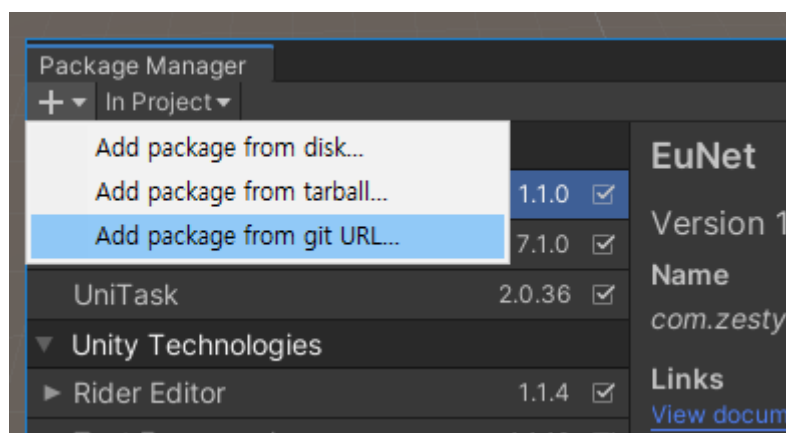 Package Manager
In Project
Add package from disk...
Add package from tarball...
Add package from git URL...
1.1.0
7.1.0
UniTask 2.0.36
Unity Technologies
Rider Editor 1.1.4
EuNet
Version 1
Name
com.zesty
Links
View docum